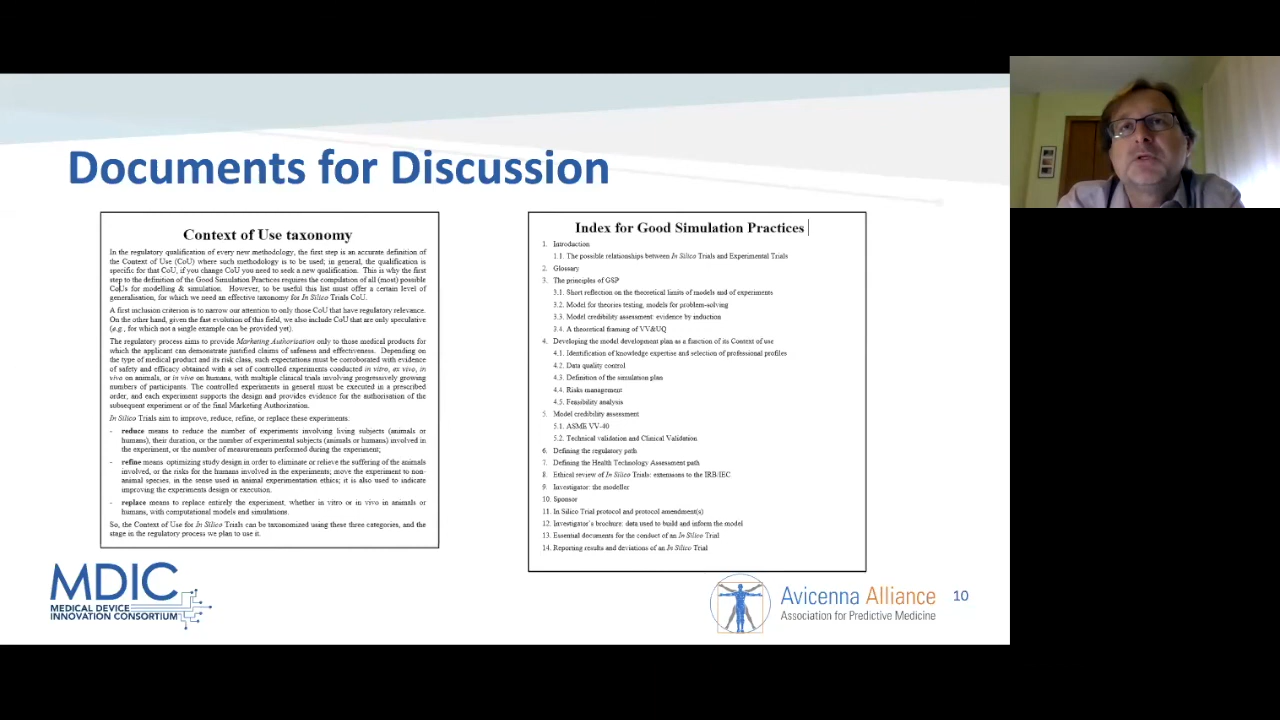 Documents for Discussion
Context of Use taxonomy
In the regulatory qualification of every new methodology, the first step is an accurate definition of
the Context of Use (CoU) where such methodology is to be used; in general, the qualification is
specific for that CoU, if you change CoU you need to seek a new qualification. This is why the first
step to the definition of the Good Simulation Practices requires the compilation of all (most) possible
CoUs for modelling & simulation. However, to be useful this list must offer a certain level of
generalisation, for which we need an effective taxonomy for In Silico Trials CoU.
A first inclusion criterion is to narrow our attention to only those CoU that have regulatory relevance.
On the other hand, given the fast evolution of this field, we also include CoU that are only speculative
(e.g., for which not a single example can be provided yet).
The regulatory process aims to provide Marketing Authorization only to those medical products for
which the applicant can demonstrate justified claims of safeness and effectiveness. Depending on
the type of medical product and its risk class, such expectations must be corroborated with evidence
of safety and efficacy obtained with a set of controlled experiments conducted in vitro, ex vivo, in
vivo on animals, or in vivo on humans, with multiple clinical trials involving progressively growing
numbers of participants. The controlled experiments in general must be executed in a prescribed
order, and each experiment supports the design and provides evidence for the authorisation of the
subsequent experiment or of the final Marketing Authorization.
In Silico Trials aim to improve, reduce, refine, or replace these experiments:
- reduce means to reduce the number of experiments involving living subjects (animals or
humans), their duration, or the number of experimental subjects (animals or humans) involved in
the experiment, or the number of measurements performed during the experiment;
- refine means optimizing study design in order to eliminate or relieve the suffering of the animals
involved, or the risks for the humans involved in the experiments; move the experiment to non-
animal species, in the sense used in animal experimentation ethics; it is also used to indicate
improving the experiments design or execution.
- replace means to replace entirely the experiment, whether in vitro or in vivo in animals or
humans, with computational models and simulations.
So, the Context of Use for In Silico Trials can be taxonomized using these three categories, and the
stage in the regulatory process we plan to use it.
Index for Good Simulation Practices
1. Introduction
1.1. The possible relationships between In Silico Trials and Experimental Trials
2. Glossary
3. The principles of GSP
3.1. Short reflection on the theoretical limits of models and of experiments
3.2. Model for theories testing, models for problem-solving
3.3. Model credibility assessment: evidence by induction
3.4. A theoretical framing of VV&UQ
4. Developing the model development plan as a function of its Context of use
4.1. Identification of knowledge expertise and selection of professional profiles
4.2. Data quality control
4.3. Definition of the simulation plan
4.4. Risks management
4.5. Feasibility analysis
5. Model credibility assessment
5.1. ASME VV-40
5.2. Technical validation and Clinical Validation
6. Defining the regulatory path
7. Defining the Health Technology Assessment path
8. Ethical review of In Silico Trials: extensions to the IRB/IEC
9. Investigator: the modeller
10. Sponsor
11. In Silico Trial protocol and protocol amendment(s)
12. Investigator's brochure: data used to build and inform the model
13. Essential documents for the conduct of an In Silico Trial
14. Reporting results and deviations of an In Silico Trial
MDIC
MEDICAL DEVICE
INNOVATION CONSORTIUM
Avicenna Alliance
Association for Predictive Medicine
10